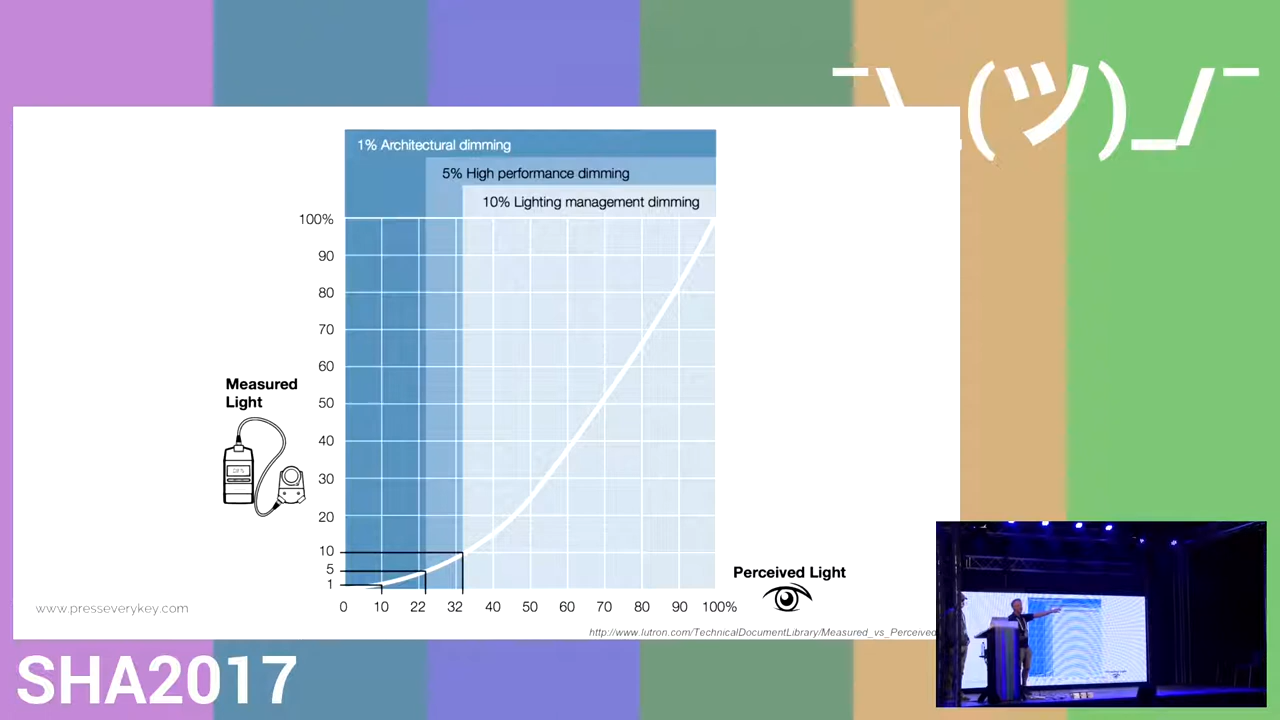 ¯\_(ツ)_/¯
1% Architectural dimming
5% High performance dimming
10% Lighting management dimming
100%
90
80
70
60
50
40
30
20
10
5
1
Measured
Light
0 10 22 32 40 50 60 70 80 90 100%
Perceived Light
www.presseverykey.com
http://www.lutron.com/TechnicalDocumentLibrary/Measured_vs_Perceived
SHA2017